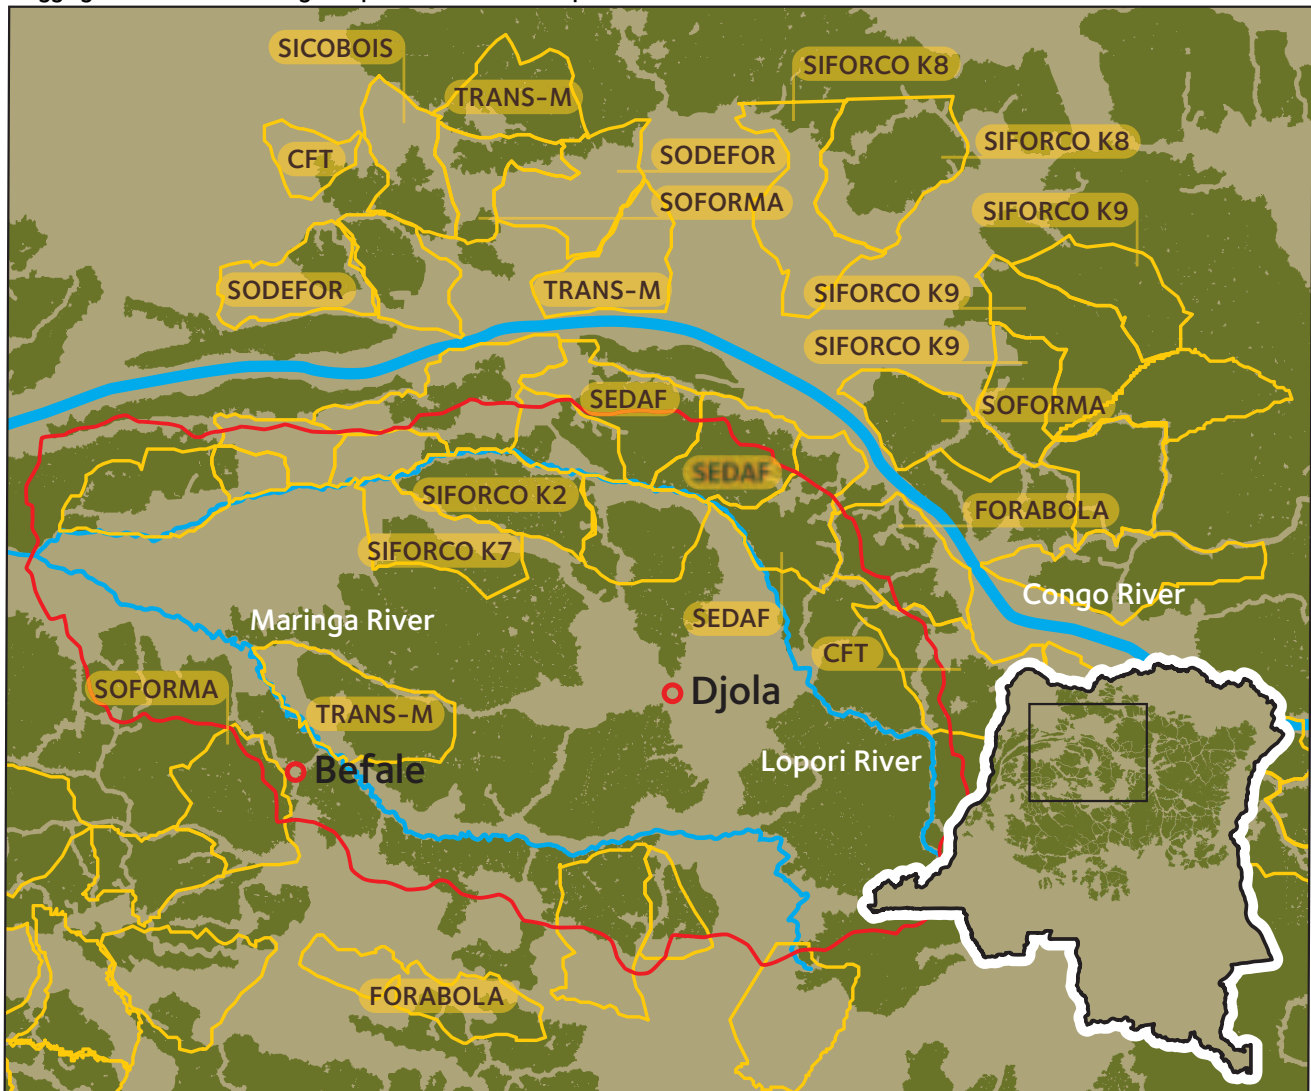 SICOBOIS
SIFORCO K8
TRANS-M
SIFORCO K8
CFT
SODEFOR
SOFORMA
SIFORCO K9
SODEFOR
TRANS-M
SIFORCO K9
SIFORCO K9
SEDAF
SOFORMA
SEDAF
SIFORCO K2
FORABOLA
SIFORCO K7
Congo River
Maringa River
SEDAF
CFT
SOFORMA
Djola
TRANS-M
Lopori River
Befale
FORABOLA